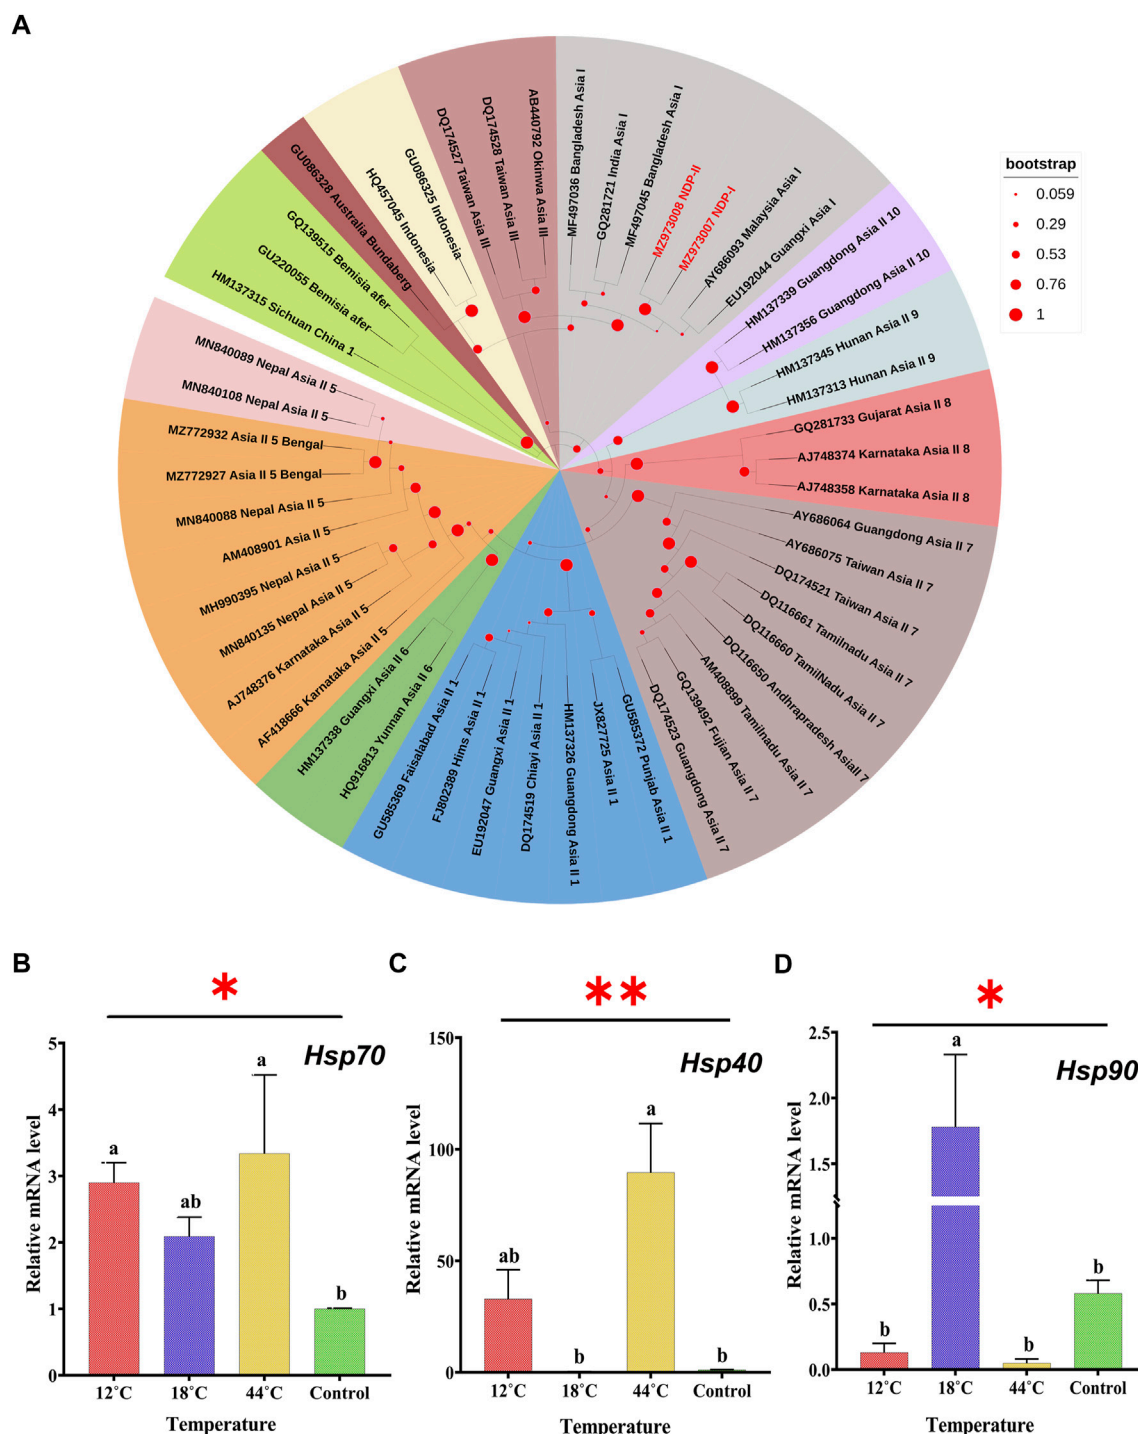 A
MF497036 Bangladesh Asia I
GQ281721 India Asia I
MF497045 Bangladesh Asia I
MZ973008 NDP-II
MZ973007 NDP-I
AY686093 Malaysia Asia I
EU192044 Guangxi Asia I
HM137339 Guangdong Asia II 10
HM137356 Guangdong Asia II 10
HM137345 Hunan Asia II 9
HM137313 Hunan Asia II 9
GQ281733 Gujarat Asia II 8
AJ748374 Karnataka Asia II 8
AJ748358 Karnataka Asia II 8
AY686064 Guangdong Asia II 7
AY686075 Taiwan Asia II 7
DQ174521 Taiwan Asia II 7
DQ116661 Tamilnadu Asia II 7
DQ116660 TamilNadu Asia II 7
DQ116650 Andhrapradesh AsiaII 7
AM408899 Tamilnadu Asia II 7
GQ139492 Fujian Asia II 7
DQ174523 Guangdong Asia II 7
GU585372 Punjab Asia II 1
JX827725 Asia II 1
HM137326 Guangdong Asia II 1
DQ174519 Chiayi Asia II 1
EU192047 Guangxi Asia II 1
FJ802389 Hims Asia II 1
GU585369 Faisalabad Asia II 1
HQ916813 Yunnan Asia II 6
HM137338 Guangxi Asia II 6
AF418666 Karnataka Asia II 5
AJ748376 Karnataka Asia II 5
MN840135 Nepal Asia II 5
MH990395 Nepal Asia II 5
AM408901 Asia II 5
MN840088 Nepal Asia II 5
MZ772927 Asia II 5 Bengal
MZ772932 Asia II 5 Bengal
MN840108 Nepal Asia II 5
MN840089 Nepal Asia II 5
HM137315 Sichuan China 1
GU220055 Bemisia afer
GQ139515 Bemisia afer
GU086328 Australia Bundaberg
HQ457045 Indonesia
GU086325 Indonesia
DQ174527 Taiwan Asia III
DQ174528 Taiwan Asia III
AB440792 Okinwa Asia III
bootstrap
0.059
0.29
0.53
0.76
1
B
*
Hsp70
Relative mRNA level
5
4
3
2
1
0
a
ab
a
b
12°C 18°C 44°C Control
Temperature
C
**
Hsp40
Relative mRNA level
150
100
50
0
ab
b
a
b
12°C 18°C 44°C Control
Temperature
D
*
Hsp90
Relative mRNA level
2.5
2.0
1.5
1.0
0.5
0.0
b
a
b
b
12°C 18°C 44°C Control
Temperature